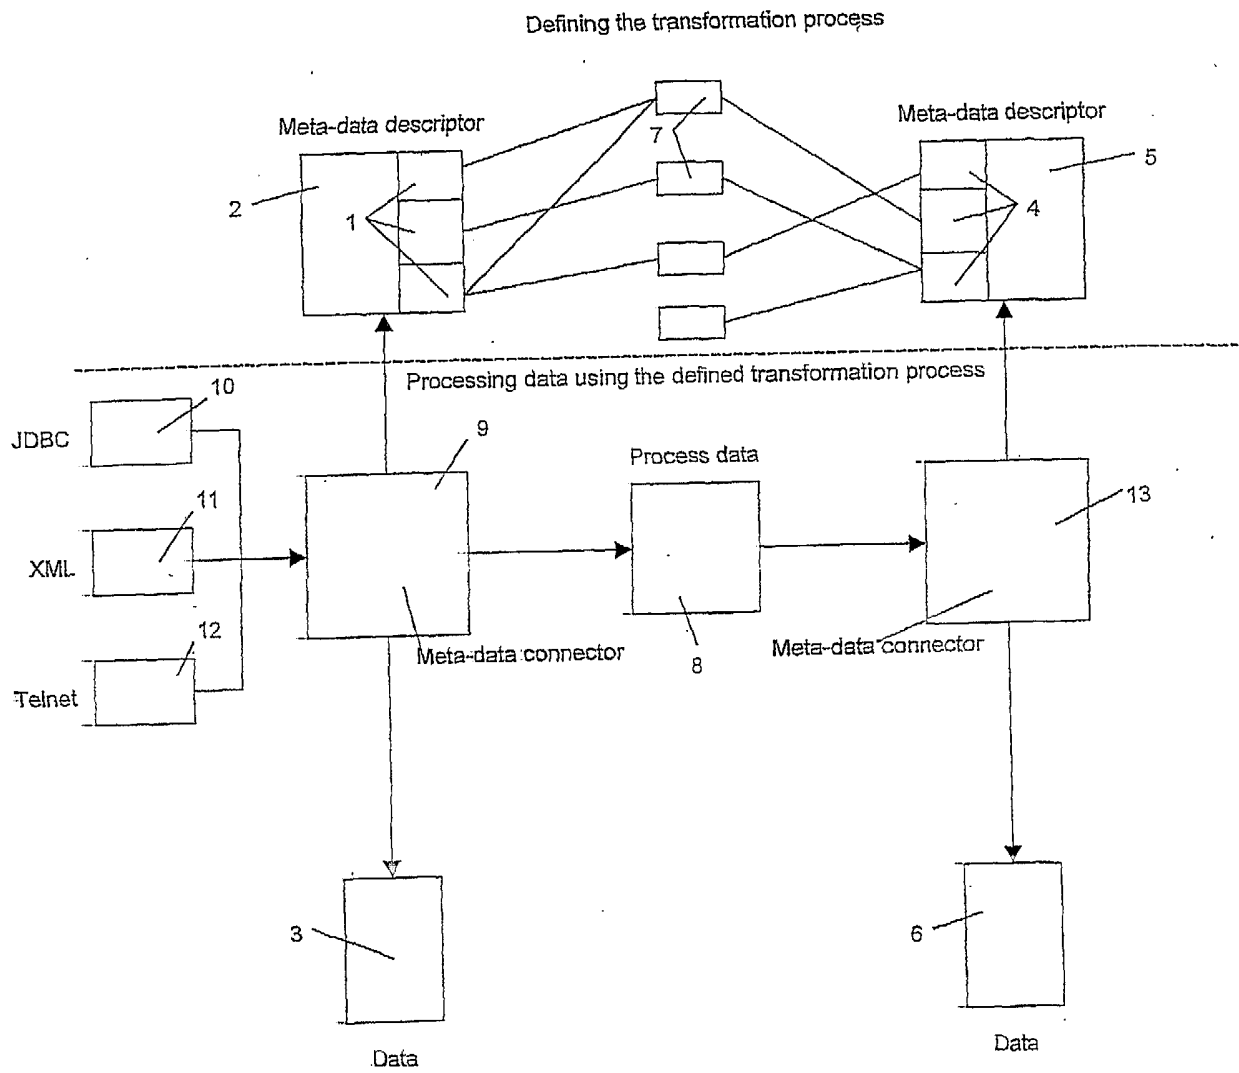 Defining the transformation process
Meta-data descriptor
Meta-data descriptor
7
5
2
1
4
Processing data using the defined transformation process
10
JDBC
9
Process data
11
13
XML
12
Meta-data connector
8
Meta-data connector
Telnet
3
6
Data
Data